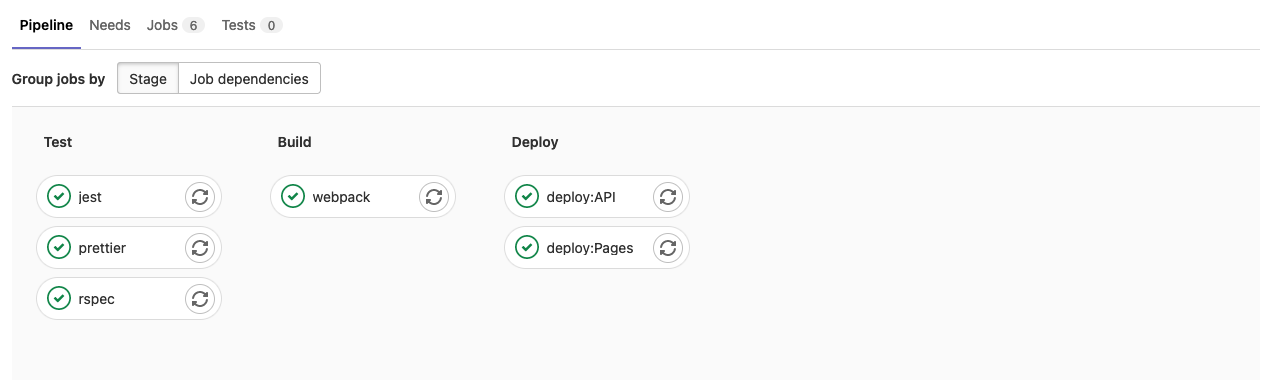 Pipeline Needs Jobs 6 Tests 0
Group jobs by Stage Job dependencies
Test Build Deploy
jest webpack deploy:API
prettier deploy:Pages
rspec